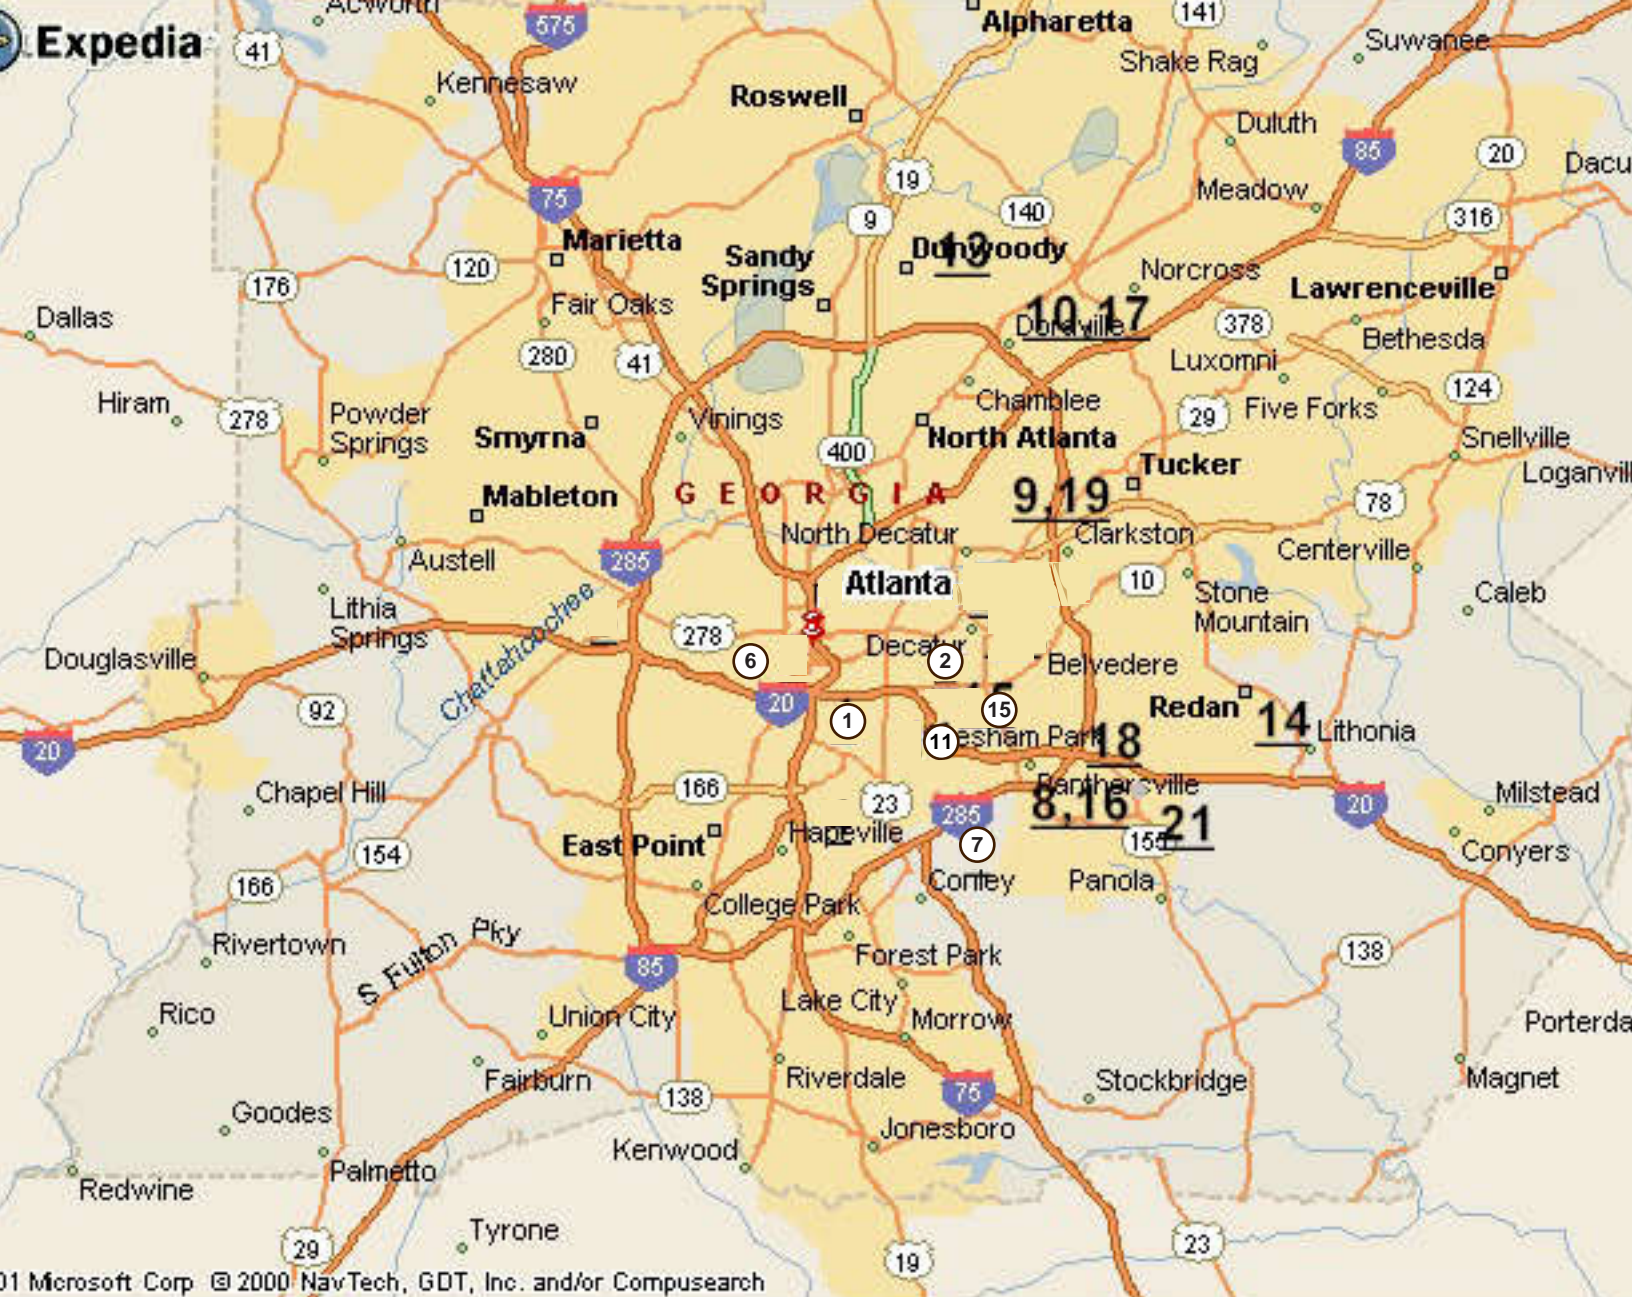 Acworth
575
Alpharetta
141
Expedia
41
Shake Rag
Suwanee
Kennesaw
Roswell
Duluth
85
20
19
Meadow
75
9
140
316
Marietta
Sandy
Springs
Dunwoody
13
120
176
Norcross
Lawrenceville
Fair Oaks
Dallas
10,17
Doraville
378
Bethesda
280
41
Luxomni
124
Hiram
278
Powder
Springs
Vinings
Chamblee
29
Five Forks
Smyrna
North Atlanta
Snellville
400
Tucker
Loganvill
Mableton
GEORGIA
9,19
78
North Decatur
Clarkston
Centerville
Austell
285
Atlanta
10
Stone
Mountain
Caleb
Lithia
Springs
Chattahoochee
278
Decatur
Douglasville
6
2
Belvedere
92
20
1
15
Redan
14
Lithonia
20
11
esham Park
18
Chapel Hill
166
23
285
Panthersville
8,16
20
Milstead
East Point
Hapeville
7
155
21
Conyers
154
166
Conley
Panola
College Park
Rivertown
S Fulton Pky
85
Forest Park
138
Rico
Union City
Lake City
Morrow
Porterda
Fairburn
Riverdale
75
Stockbridge
Magnet
138
Goodes
Kenwood
Jonesboro
Palmetto
Redwine
Tyrone
29
19
23
01 Microsoft Corp © 2000 NavTech, GDT, Inc. and/or Compusearch
Dacu